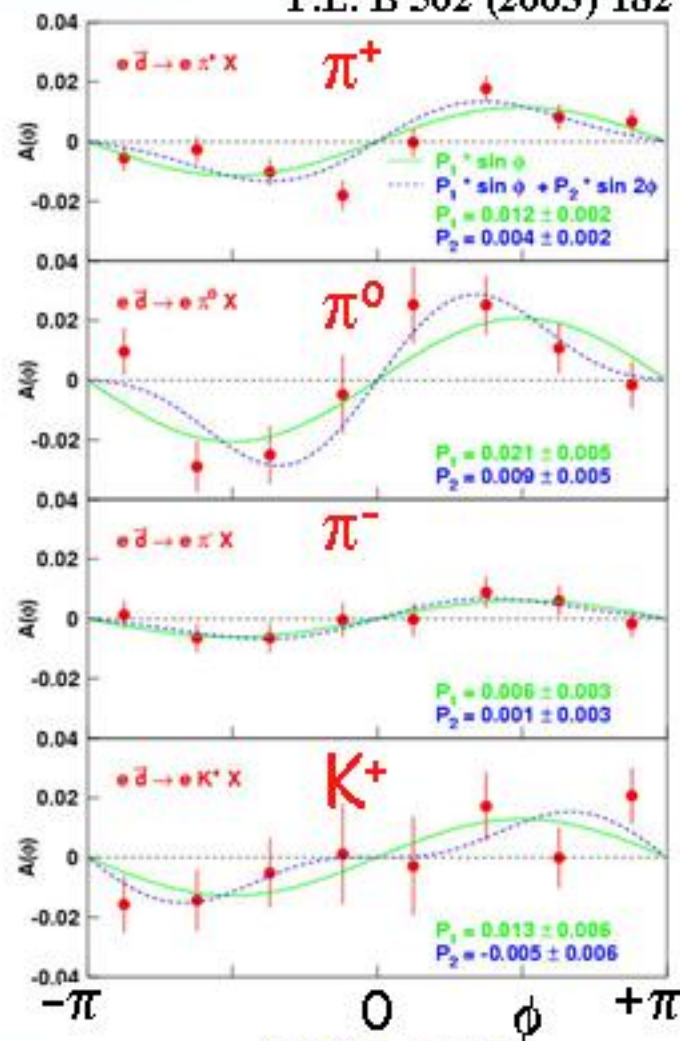 P.L. B 562 (2003) 182
0.04
e d⃗ → e π⁺ X
π⁺
0.02
A(ϕ)
0
P₁ * sin ϕ
P₁ * sin ϕ + P₂ * sin 2ϕ
-0.02
P₁ = 0.012 ± 0.002
P₂ = 0.004 ± 0.002
0.04
e d⃗ → e π⁰ X
π⁰
0.02
A(ϕ)
0
-0.02
P₁ = 0.021 ± 0.005
P₂ = 0.009 ± 0.005
0.04
e d⃗ → e π⁻ X
π⁻
0.02
A(ϕ)
0
-0.02
P₁ = 0.006 ± 0.003
P₂ = 0.001 ± 0.003
0.04
e d⃗ → e K⁺ X
K⁺
0.02
A(ϕ)
0
-0.02
P₁ = 0.013 ± 0.006
P₂ = -0.005 ± 0.006
-0.04
-π 0 ϕ +π